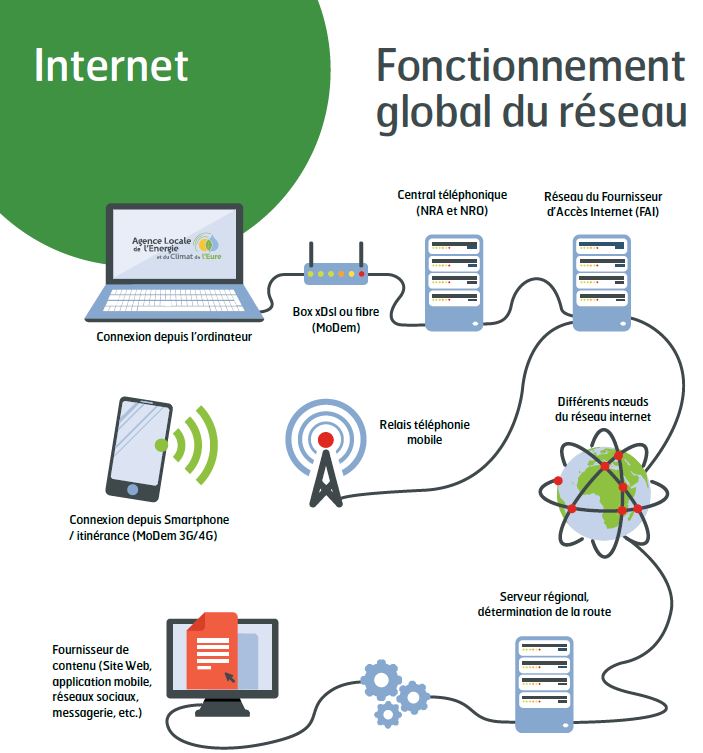 Internet
Fonctionnement
global du réseau
Central téléphonique
(NRA et NRO)
Réseau du Fournisseur
d'Accès Internet (FAI)
Agence Locale
de l'Energie
et du Climat de l'Eure
Box xDsl ou fibre
(MoDem)
Connexion depuis l'ordinateur
Différents nœuds
du réseau internet
Relais téléphonie
mobile
Connexion depuis Smartphone
/ itinérance (MoDem 3G/4G)
Serveur régional,
détermination de la route
Fournisseur de
contenu (Site Web,
application mobile,
réseaux sociaux,
messagerie, etc.)